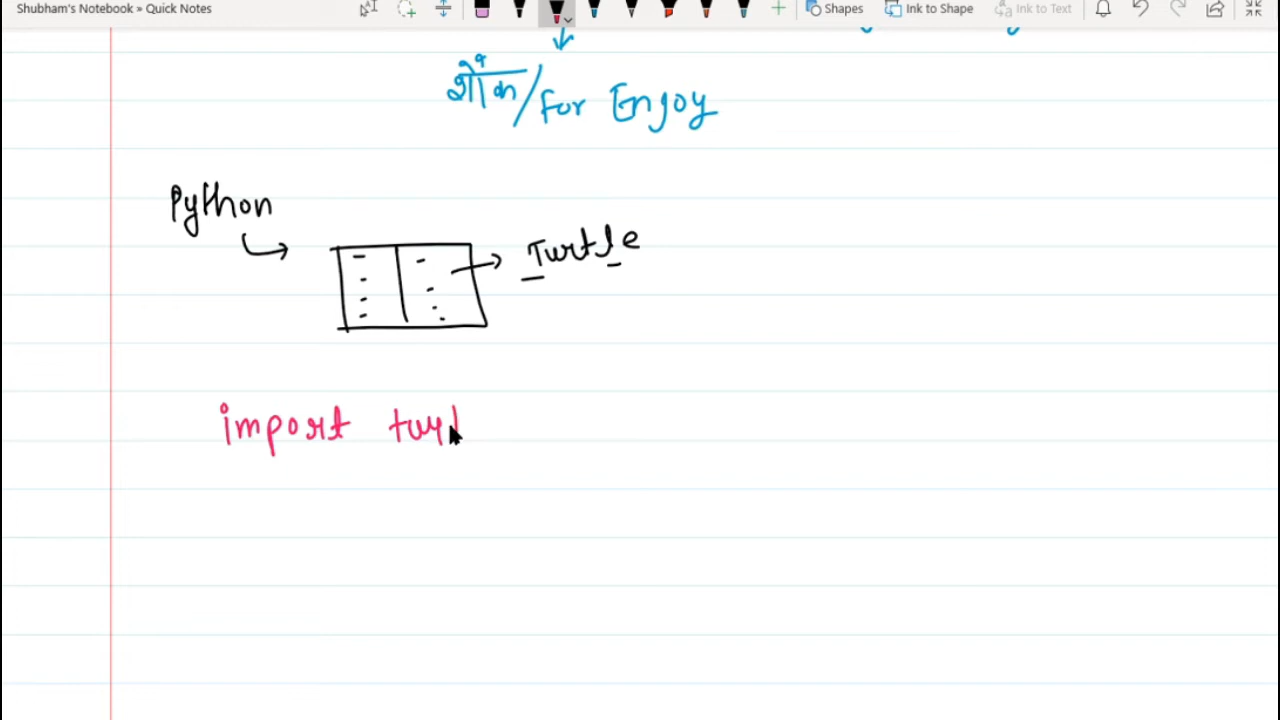 Shubham's Notebook » Quick Notes
Shapes
Ink to Shape
Ink to Text
शौक/For Enjoy
Python
Turtle
import